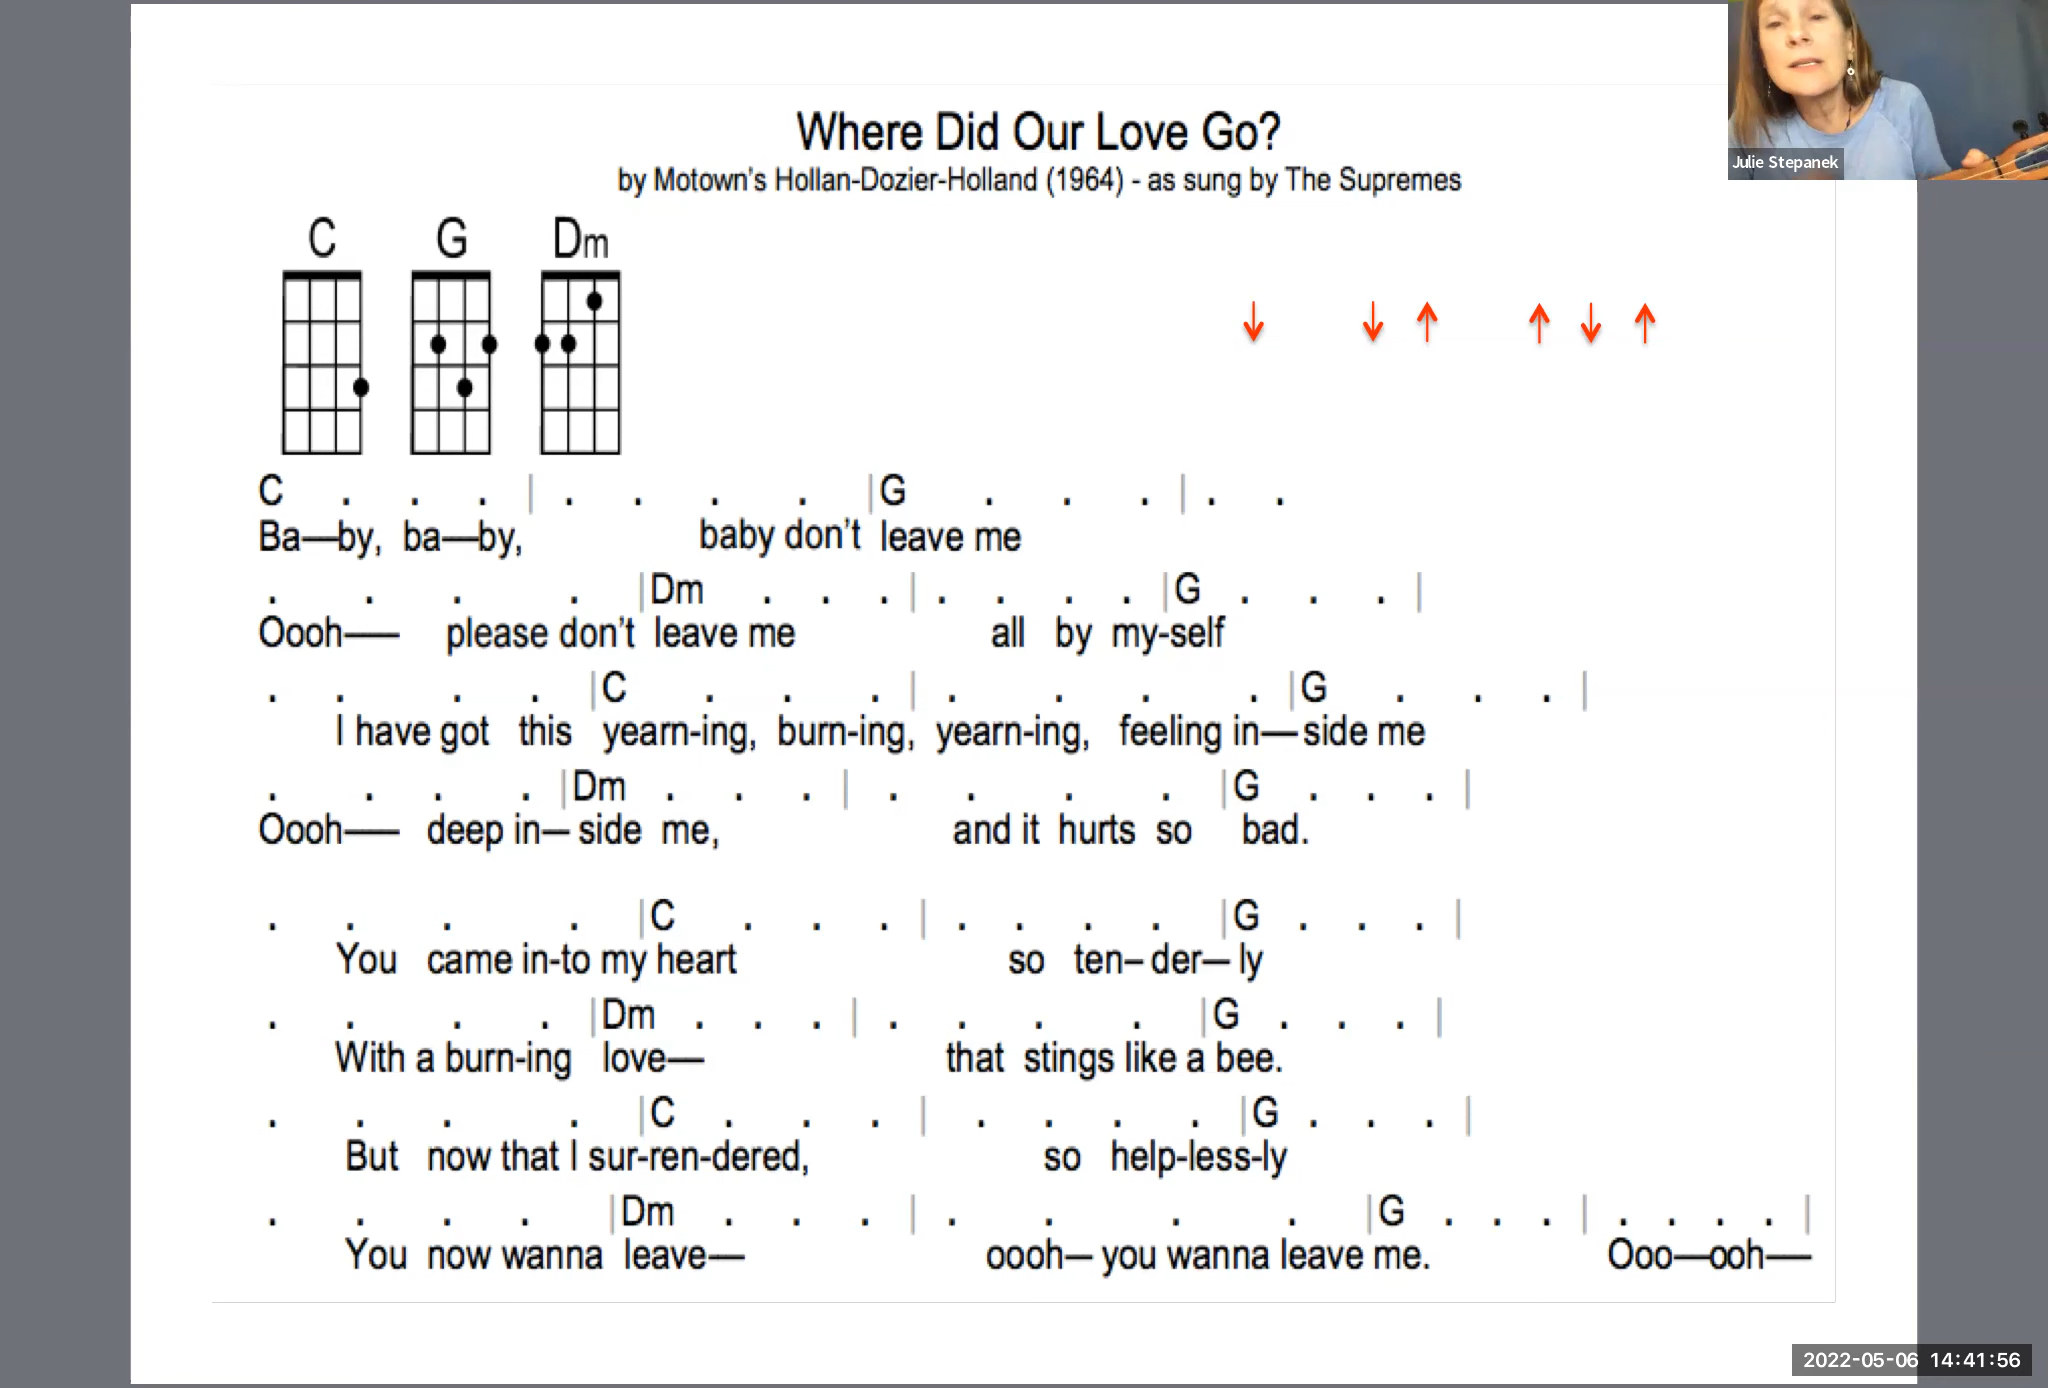 Where Did Our Love Go?
by Motown's Hollan-Dozier-Holland (1964) - as sung by The Supremes
Julie Stepanek
C G Dm
C . . . | . . . . |G . . . | . .
Ba—by, ba—by, baby don't leave me
. . . . |Dm . . . | . . . . |G . . . |
Oooh— please don't leave me all by my-self
. . . . |C . . . | . . . . |G . . . |
I have got this yearn-ing, burn-ing, yearn-ing, feeling in—side me
. . . . |Dm . . . | . . . . |G . . . |
Oooh— deep in— side me, and it hurts so bad.
. . . . |C . . . | . . . . |G . . . |
You came in-to my heart so ten— der— ly
. . . . |Dm . . . | . . . . |G . . . |
With a burn-ing love— that stings like a bee.
. . . . |C . . . | . . . . |G . . . |
But now that I sur-ren-dered, so help-less-ly
. . . . |Dm . . . | . . . . |G . . . | . . . . |
You now wanna leave— oooh— you wanna leave me. Ooo—ooh—
2022-05-06 14:41:56